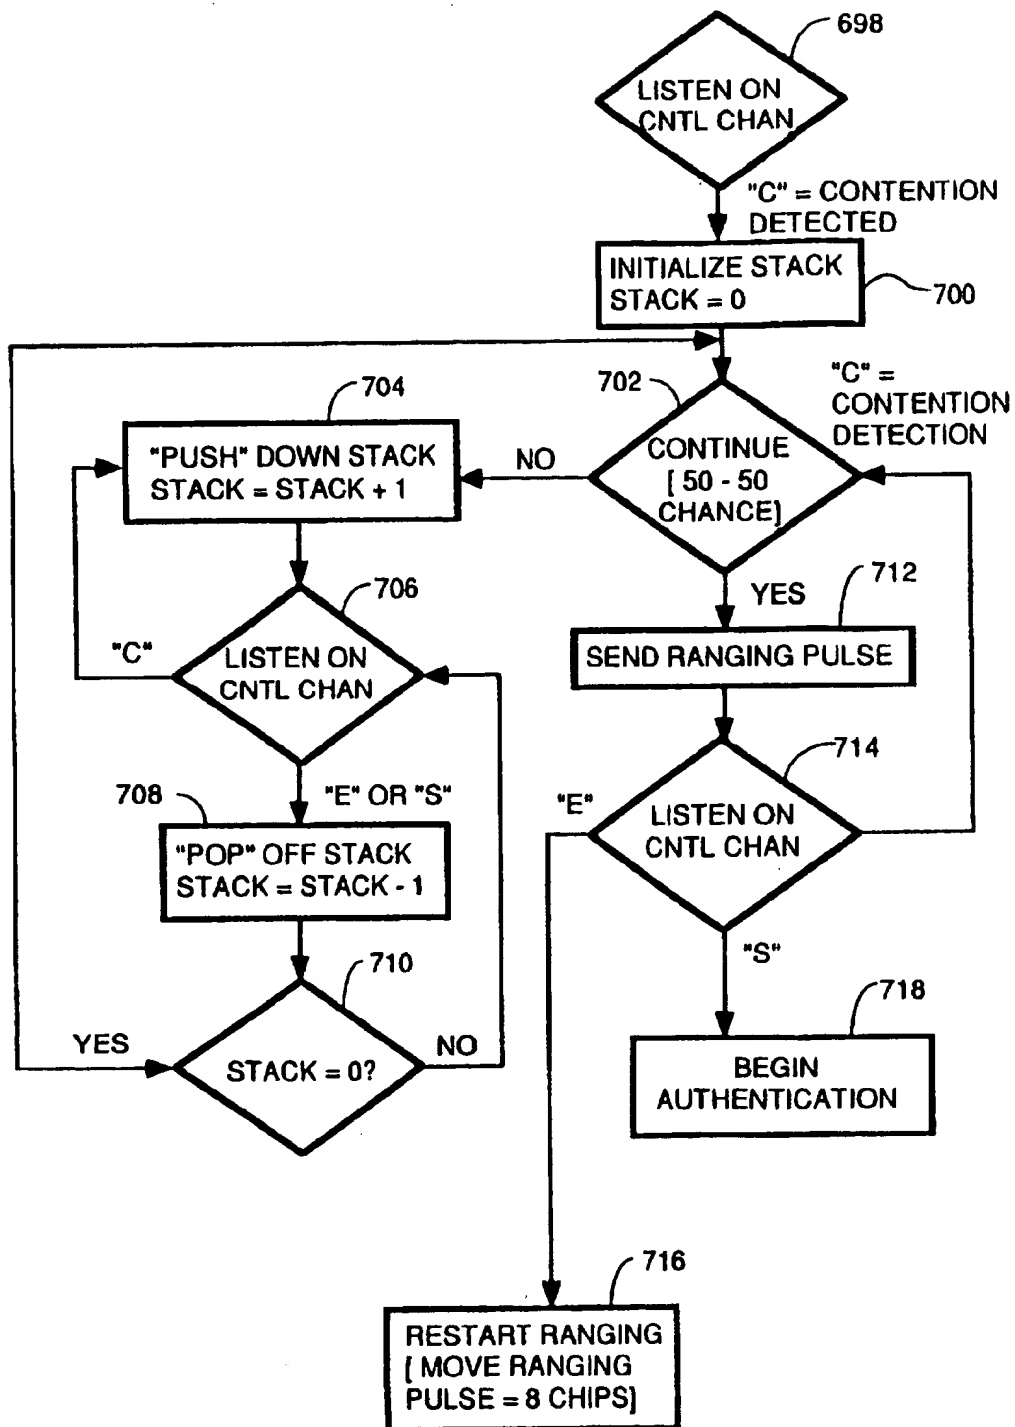 698
LISTEN ON
CNTL CHAN
"C" = CONTENTION
DETECTED
INITIALIZE STACK
STACK = 0
700
704
702
"C" =
CONTENTION
DETECTION
"PUSH" DOWN STACK
STACK = STACK + 1
NO
CONTINUE
[ 50 - 50
CHANCE]
706
712
YES
"C"
LISTEN ON
CNTL CHAN
SEND RANGING PULSE
714
708
"E" OR "S"
"E"
LISTEN ON
CNTL CHAN
"POP" OFF STACK
STACK = STACK - 1
"S"
710
718
YES
STACK = 0?
NO
BEGIN
AUTHENTICATION
716
RESTART RANGING
[ MOVE RANGING
PULSE = 8 CHIPS]